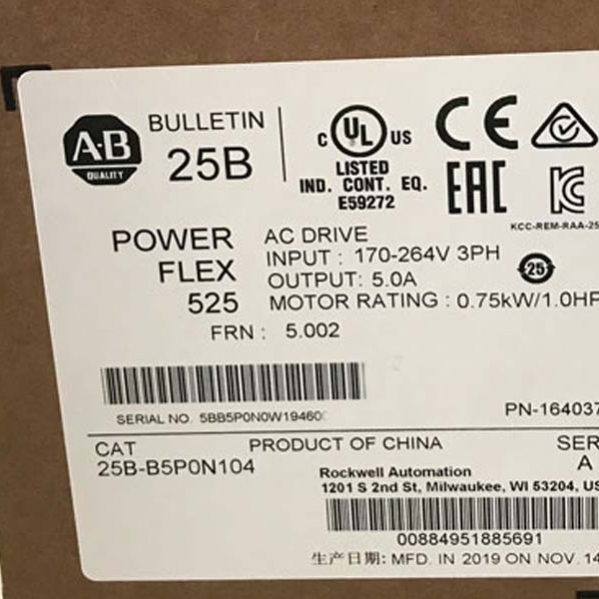 A-B
QUALITY
BULLETIN
25B
C UL US
LISTED
IND. CONT. EQ.
E59272
CE
EAC
KC
KCC-REM-RAA-25
POWER
FLEX
525
AC DRIVE
INPUT : 170-264V 3PH
OUTPUT: 5.0A
MOTOR RATING : 0.75kW/1.0HP
25
FRN : 5.002
SERIAL NO. 5BB5P0N0W19460
PN-164037
CAT
25B-B5P0N104
PRODUCT OF CHINA
SER
A
Rockwell Automation
1201 S 2nd St, Milwaukee, WI 53204, US
00884951885691
生产日期: MFD. IN 2019 ON NOV. 14